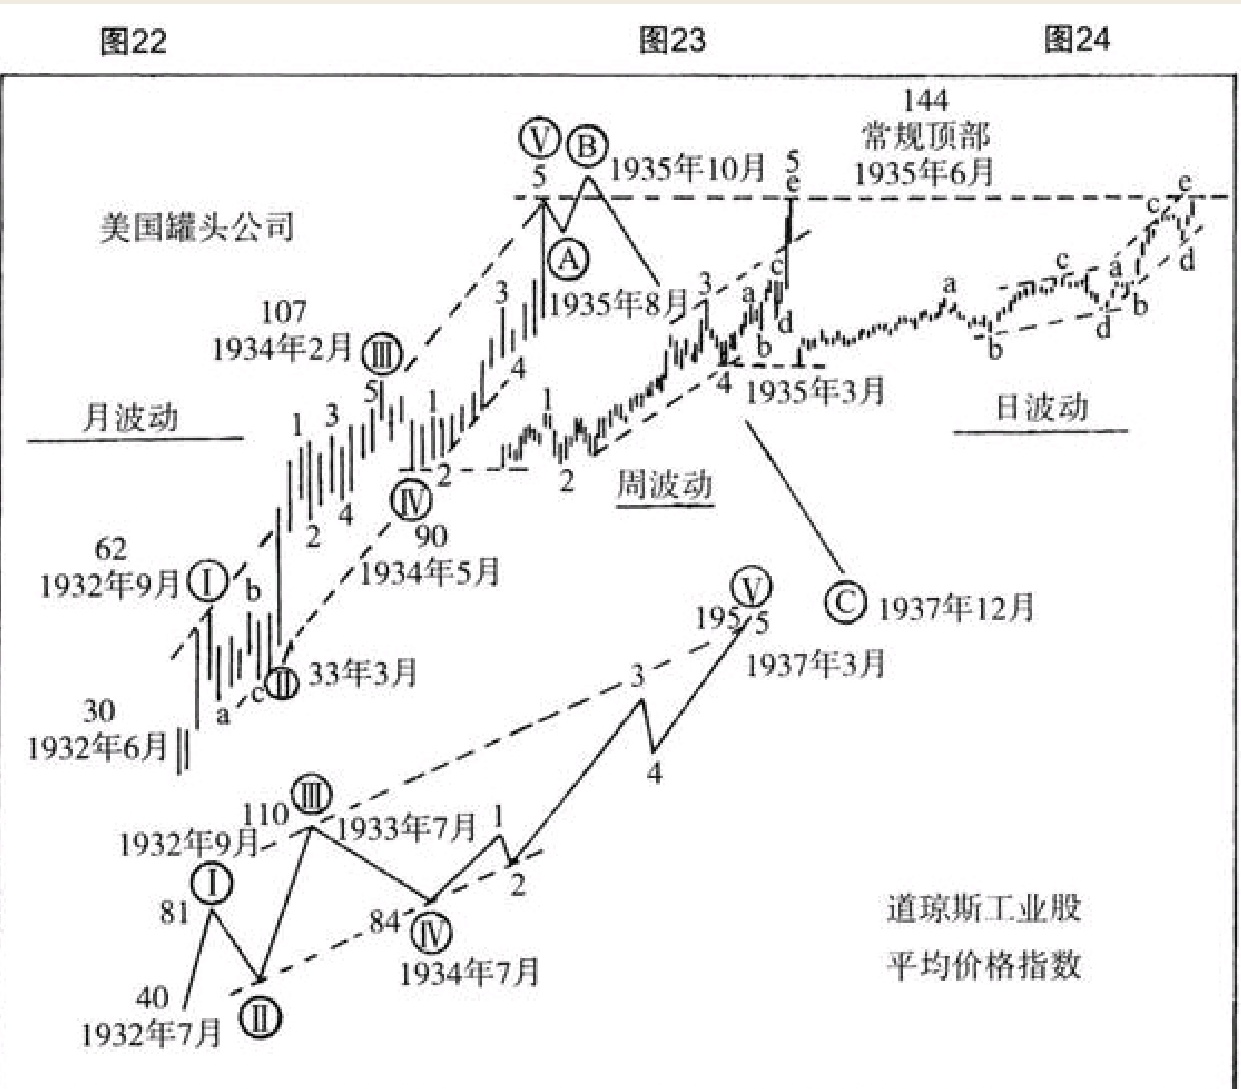 图22
图23
图24
144
常规顶部
1935年6月
Ⓥ
Ⓑ
5
1935年10月
5
e
e
c
美国罐头公司
Ⓐ
d
1935年8月
3
3
c
c
a
a
a
d
b
b
b
d
107
1934年2月
Ⅲ
5
4
4
1935年3月
月波动
1
3
1
1
日波动
2
4
2
2
周波动
Ⅳ
90
1934年5月
62
1932年9月
Ⅰ
b
a
c
Ⅱ
33年3月
30
1932年6月
Ⓥ
195
5
Ⓒ
1937年12月
1937年3月
3
4
Ⅲ
110
1933年7月
1
1932年9月
Ⅰ
81
2
84
Ⅳ
1934年7月
道琼斯工业股
平均价格指数
40
1932年7月
Ⅱ